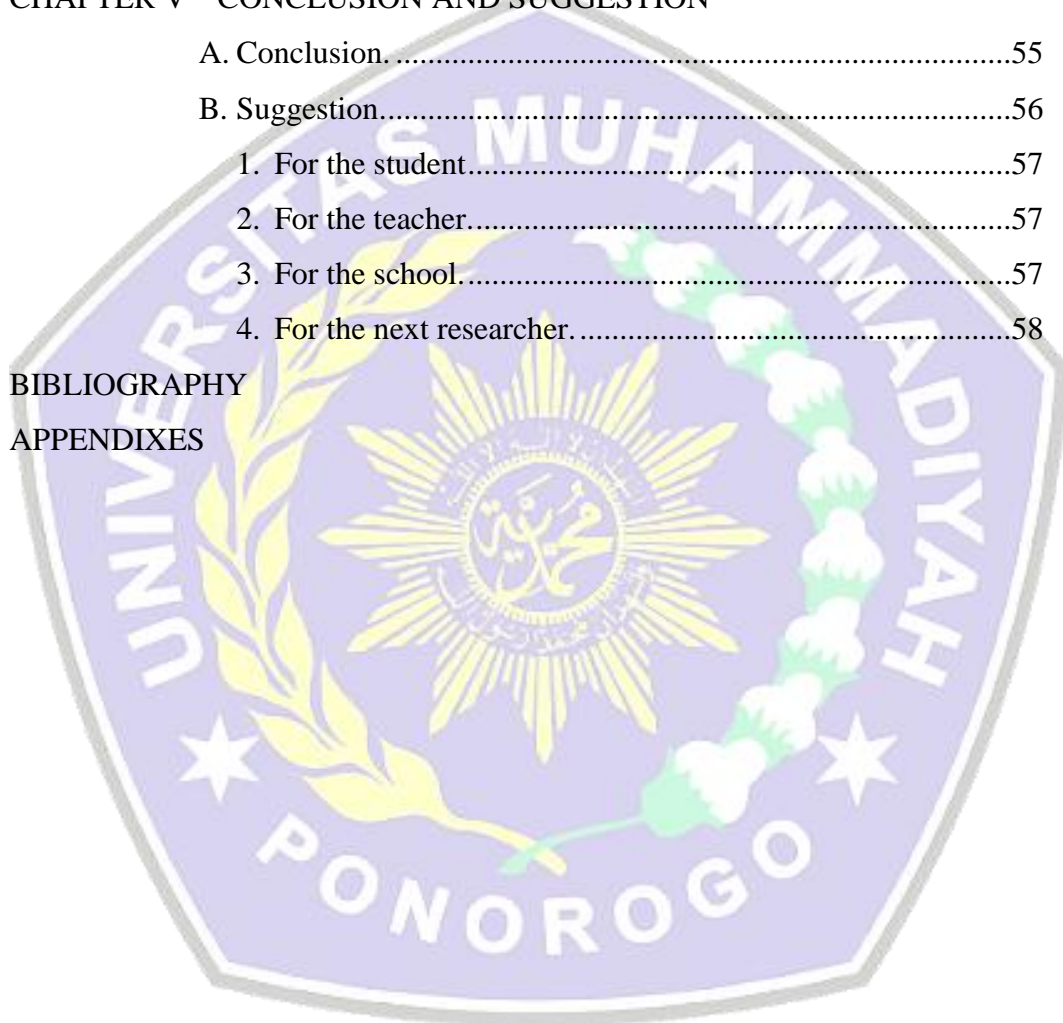 CHAPTER V CONCLUSION AND SUGGESTION
A. Conclusion. ............................................................................55
B. Suggestion..............................................................................56
1. For the student...................................................................57
2. For the teacher...................................................................57
3. For the school....................................................................57
4. For the next researcher. .....................................................58
BIBLIOGRAPHY
APPENDIXES
UNIVERSITAS MUHAMMADIYAH
PONOROGO
محمدية